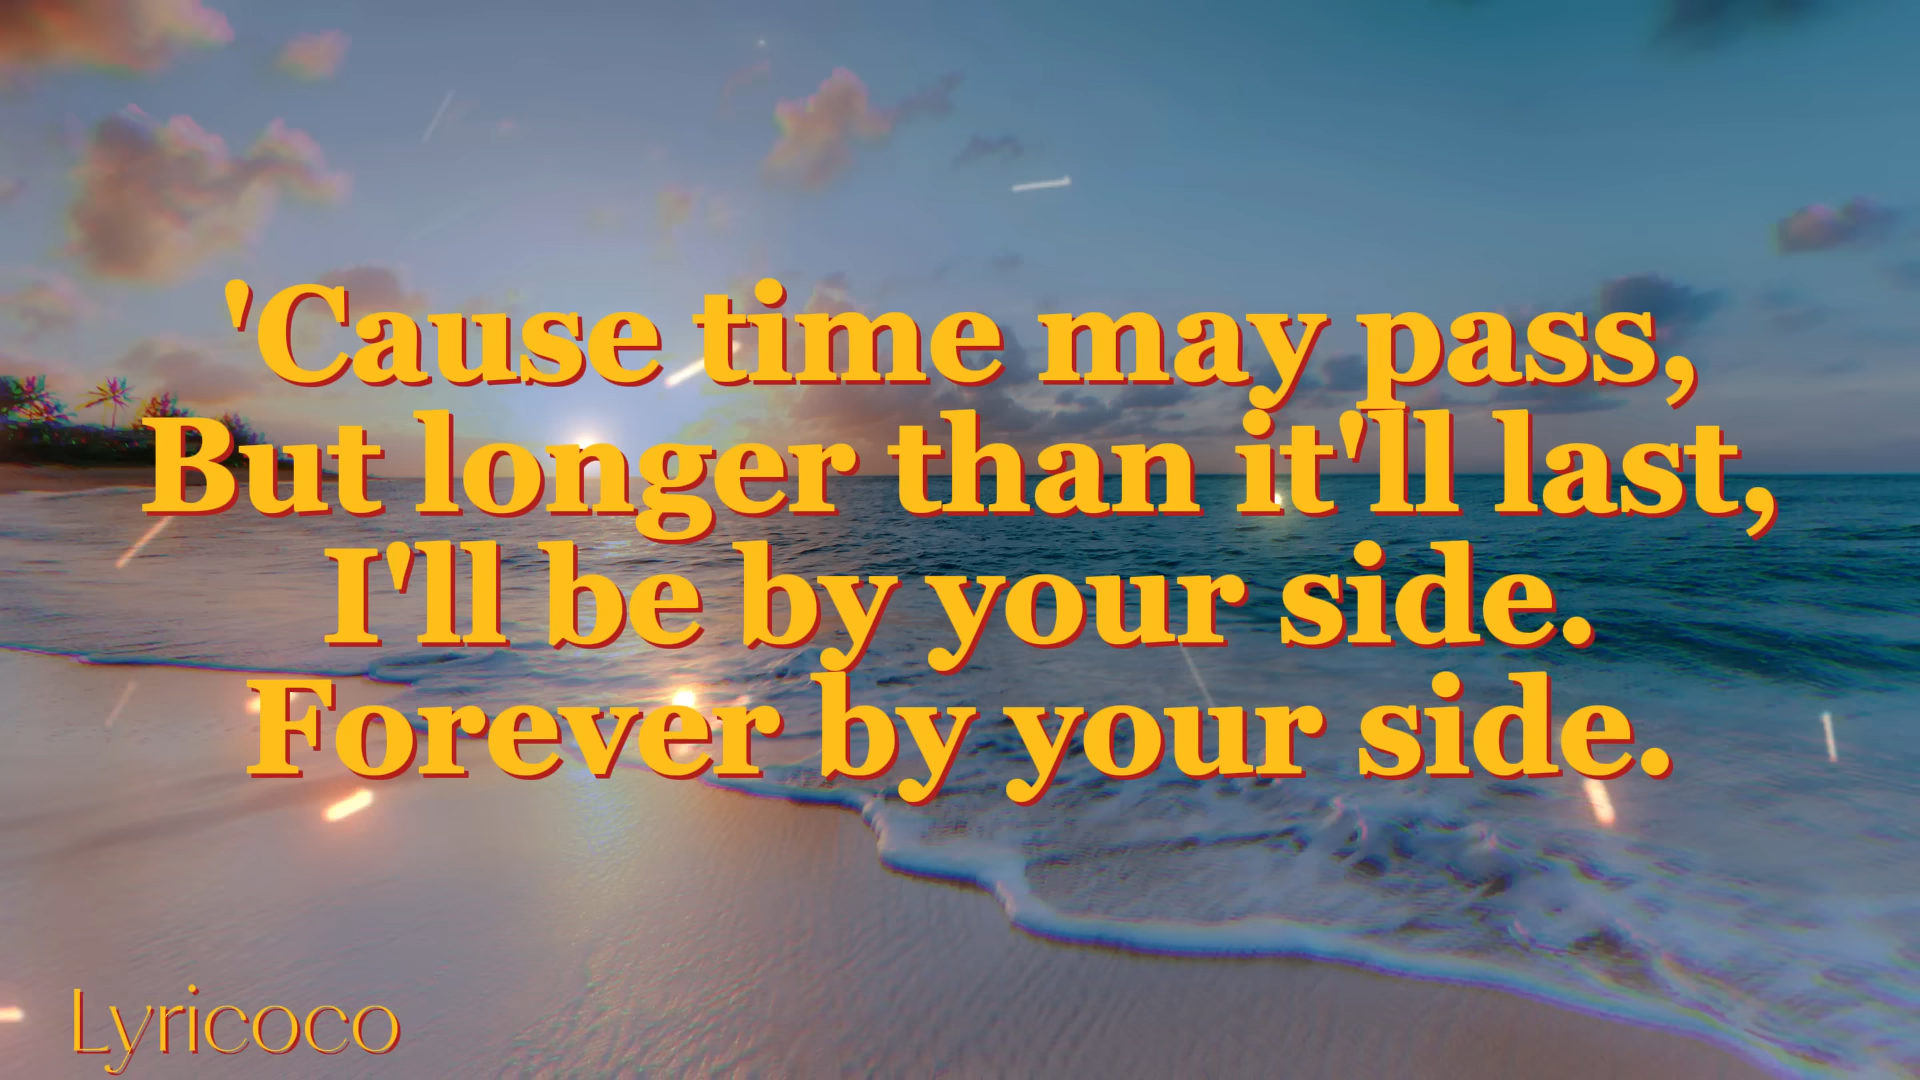 'Cause time may pass,
But longer than it'll last,
I'll be by your side.
Forever by your side.
Lyricoco